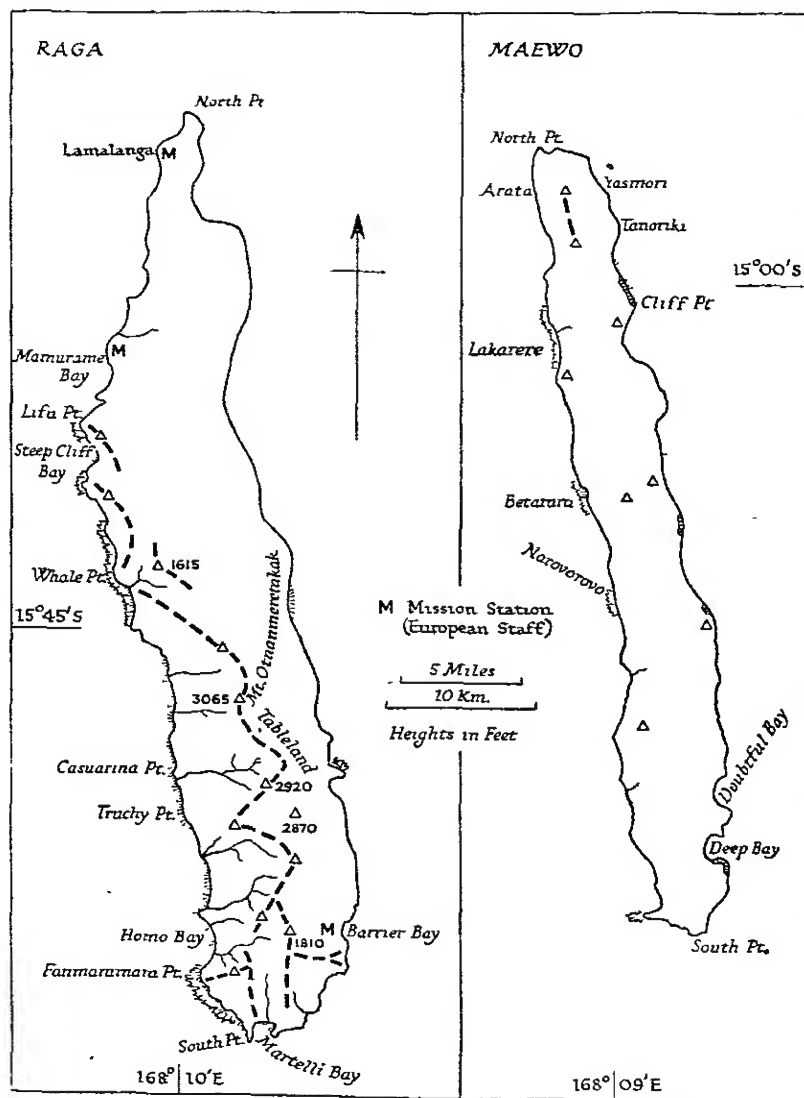 RAGA
North Pt
Lamalanga M
M
Mamurame
Bay
Lifu Pt.
Steep Cliff
Bay
1615
Whale Pt.
15°45'S
Mt. Otnanmeretakak
3065
Tableland
Casuarina Pt.
2920
Truchy Pt.
2870
Homo Bay
M Barrier Bay
1810
Fanmaramara Pt.
South Pt.
Martelli Bay
168° 10'E
MAEWO
North Pt.
Arata
Yasmori
Tanoriki
15°00'S
Cliff Pt
Lakarere
Betarara
Narovorovo
M Mission Station
(European Staff)
5 Miles
10 Km.
Heights in Feet
Doubtful Bay
Deep Bay
South Pt.
168° 09'E